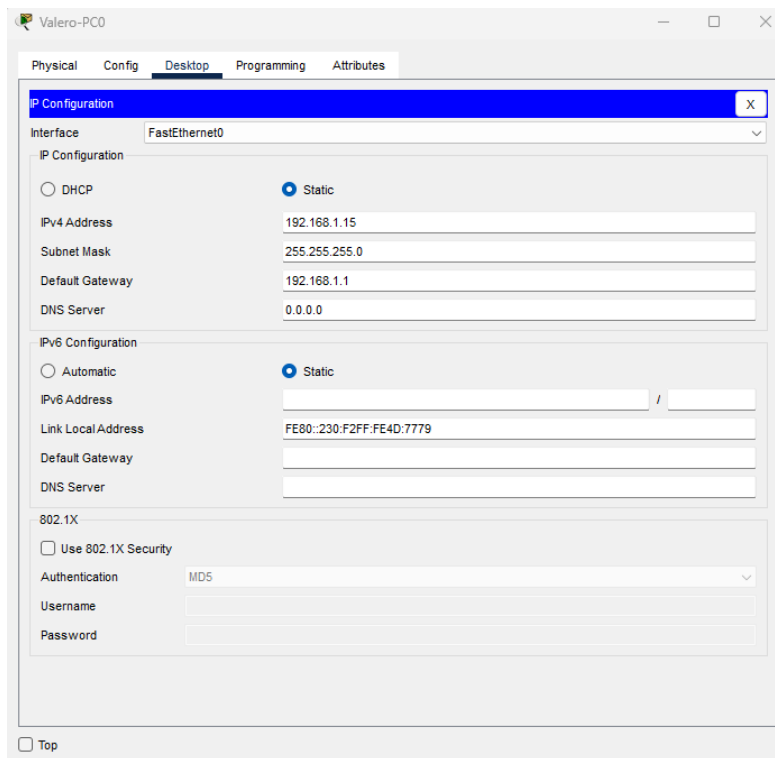 Valero-PC0
Physical Config Desktop Programming Attributes
IP Configuration X
Interface FastEthernet0
IP Configuration
DHCP Static
IPv4 Address 192.168.1.15
Subnet Mask 255.255.255.0
Default Gateway 192.168.1.1
DNS Server 0.0.0.0
IPv6 Configuration
Automatic Static
IPv6 Address /
Link Local Address FE80::230:F2FF:FE4D:7779
Default Gateway
DNS Server
802.1X
Use 802.1X Security
Authentication MD5
Username
Password
Top